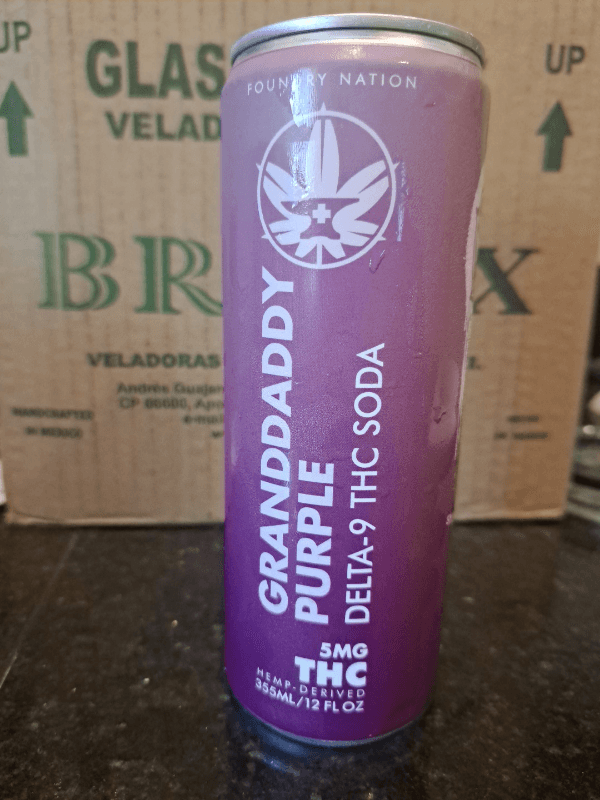 UP
UP
GLAS
VELAD
BR
X
VELADORAS
HANDCRAFTED
IN MEXICO
FOUNDRY NATION
GRANDDADDY
PURPLE
DELTA-9 THC SODA
5MG
THC
HEMP-DERIVED
355ML/12 FL OZ